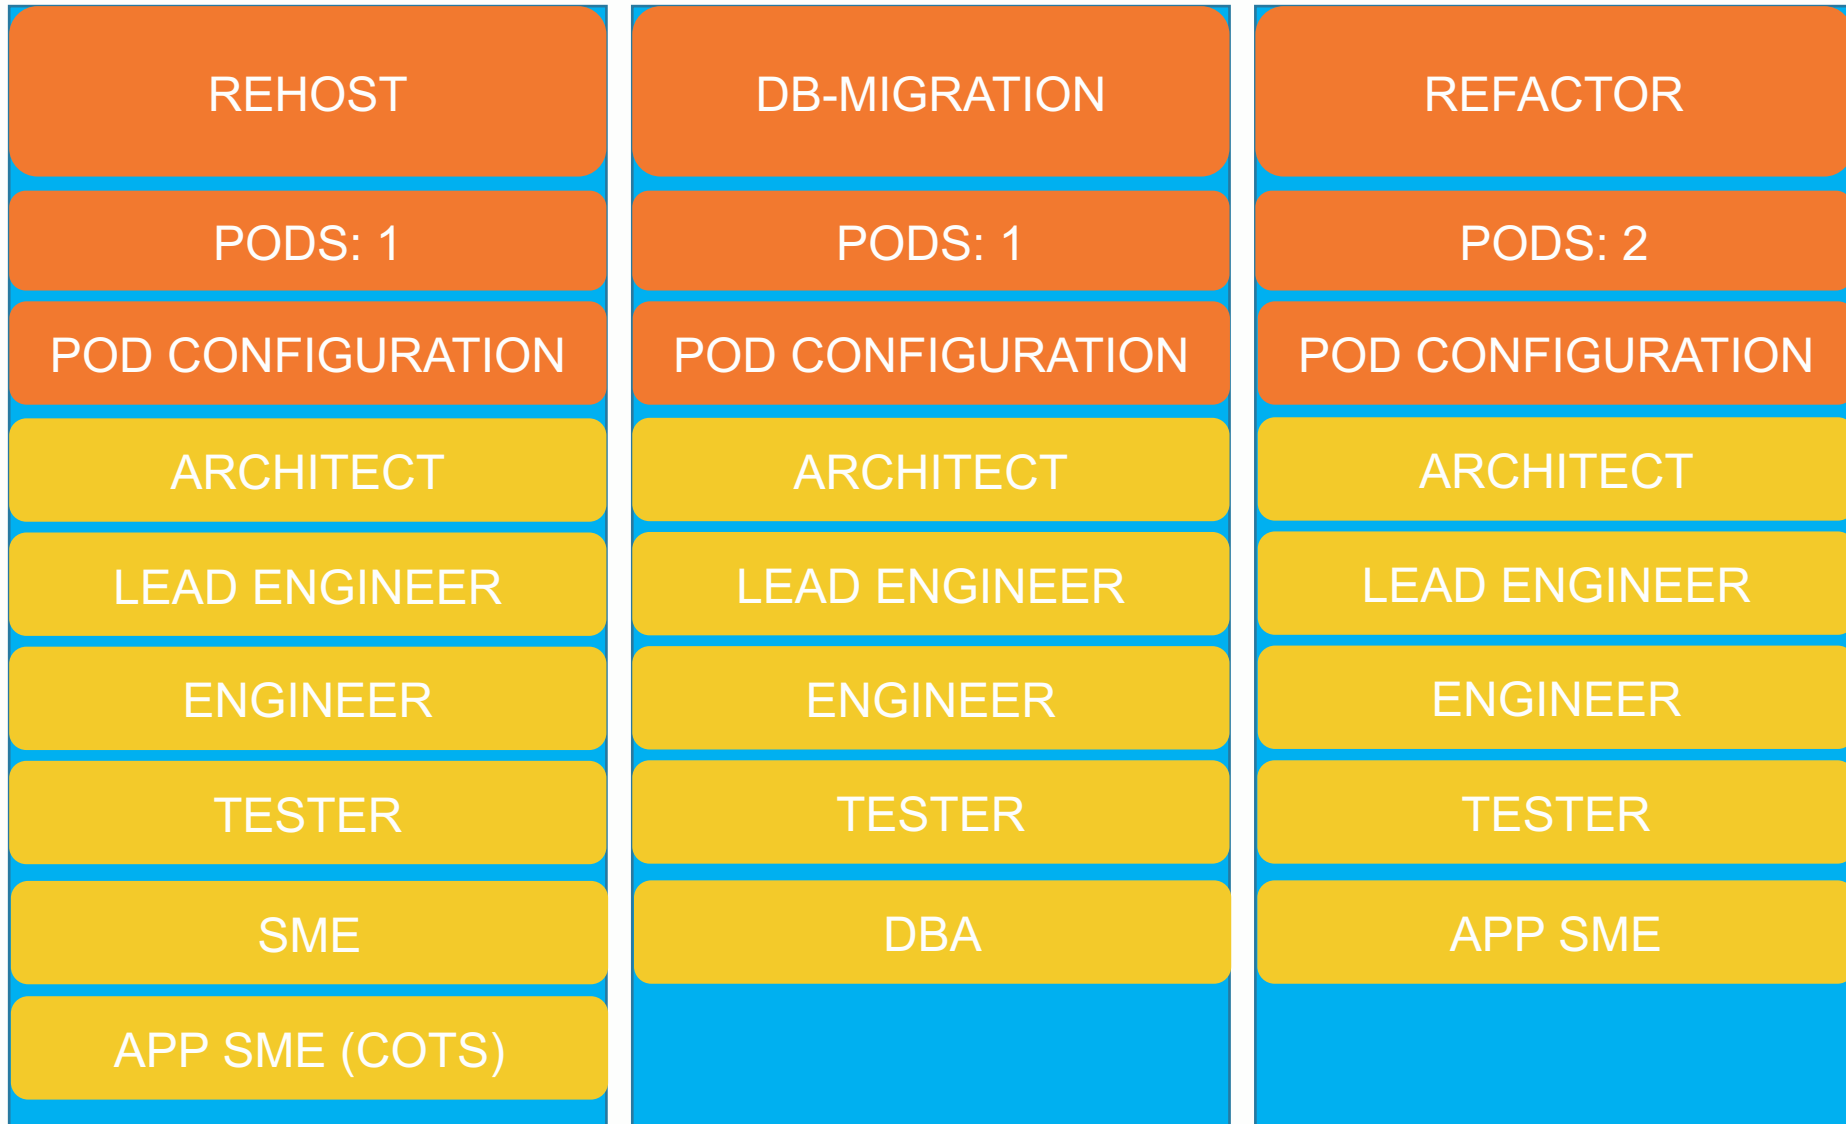 REHOST
PODS: 1
POD CONFIGURATION
ARCHITECT
LEAD ENGINEER
ENGINEER
TESTER
SME
APP SME (COTS)
DB-MIGRATION
PODS: 1
POD CONFIGURATION
ARCHITECT
LEAD ENGINEER
ENGINEER
TESTER
DBA
REFACTOR
PODS: 2
POD CONFIGURATION
ARCHITECT
LEAD ENGINEER
ENGINEER
TESTER
APP SME